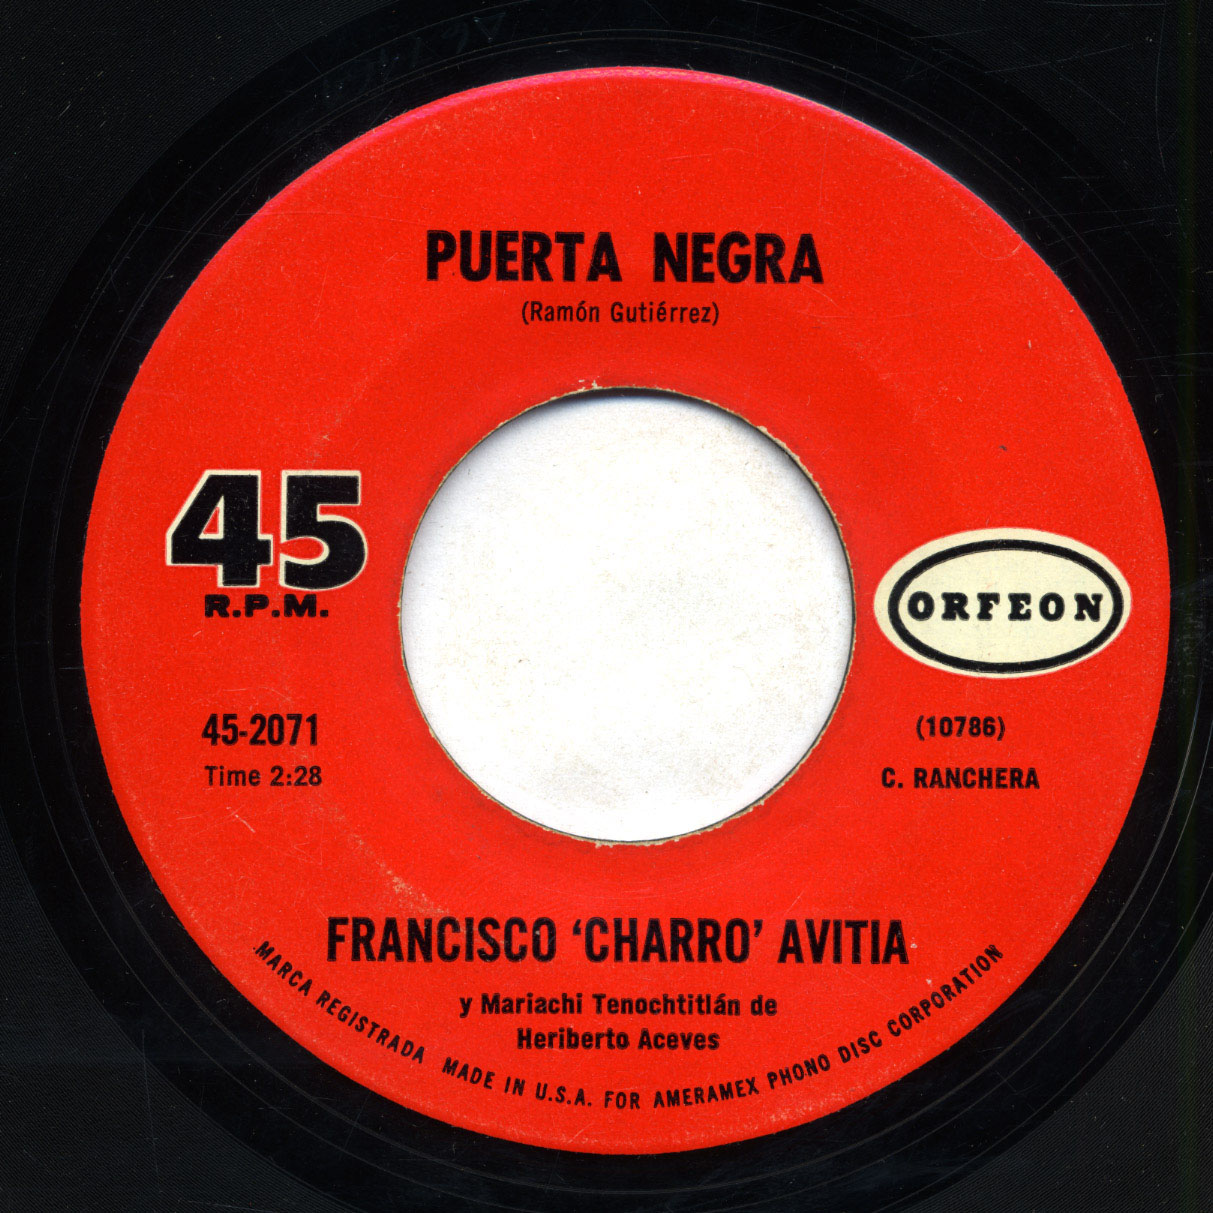 PUERTA NEGRA
(Ramón Gutiérrez)
45
R.P.M.
ORFEON
45-2071
Time 2:28
(10786)
C. RANCHERA
FRANCISCO ‘CHARRO’ AVITIA
y Mariachi Tenochtitlán de
Heriberto Aceves
MARCA REGISTRADA MADE IN U.S.A. FOR AMERAMEX PHONO DISC CORPORATION